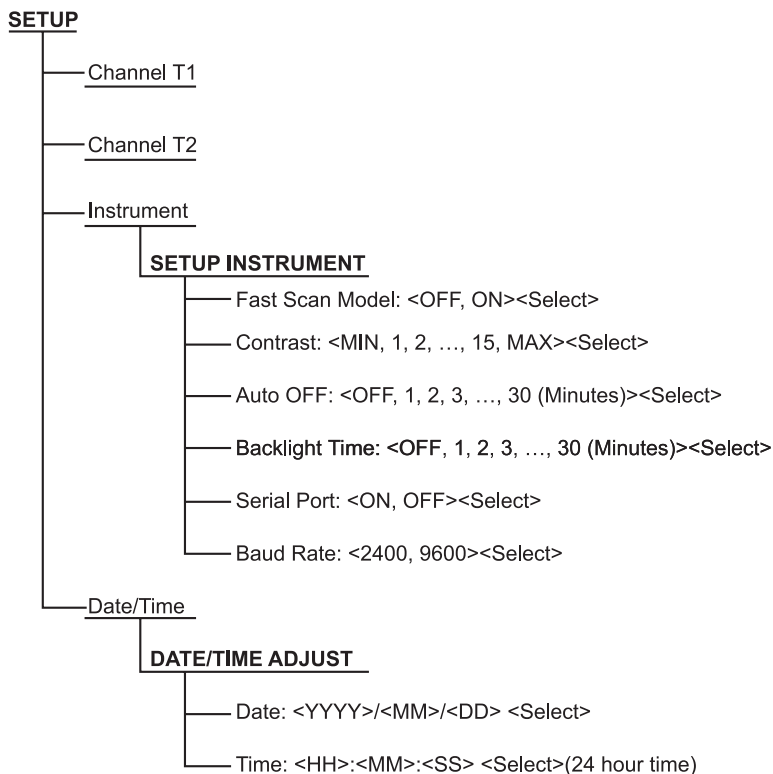 SETUP
Channel T1
Channel T2
Instrument
SETUP INSTRUMENT
Fast Scan Model: <OFF, ON><Select>
Contrast: <MIN, 1, 2, …, 15, MAX><Select>
Auto OFF: <OFF, 1, 2, 3, …, 30 (Minutes)><Select>
Backlight Time: <OFF, 1, 2, 3, …, 30 (Minutes)><Select>
Serial Port: <ON, OFF><Select>
Baud Rate: <2400, 9600><Select>
Date/Time
DATE/TIME ADJUST
Date: <YYYY>/<MM>/<DD> <Select>
Time: <HH>:<MM>:<SS> <Select>(24 hour time)